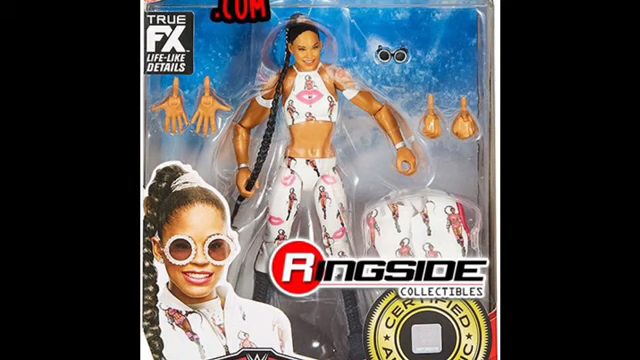 .COM
TRUE
FX
LIFE-LIKE
DETAILS
RINGSIDE
COLLECTIBLES
CERTIFIED